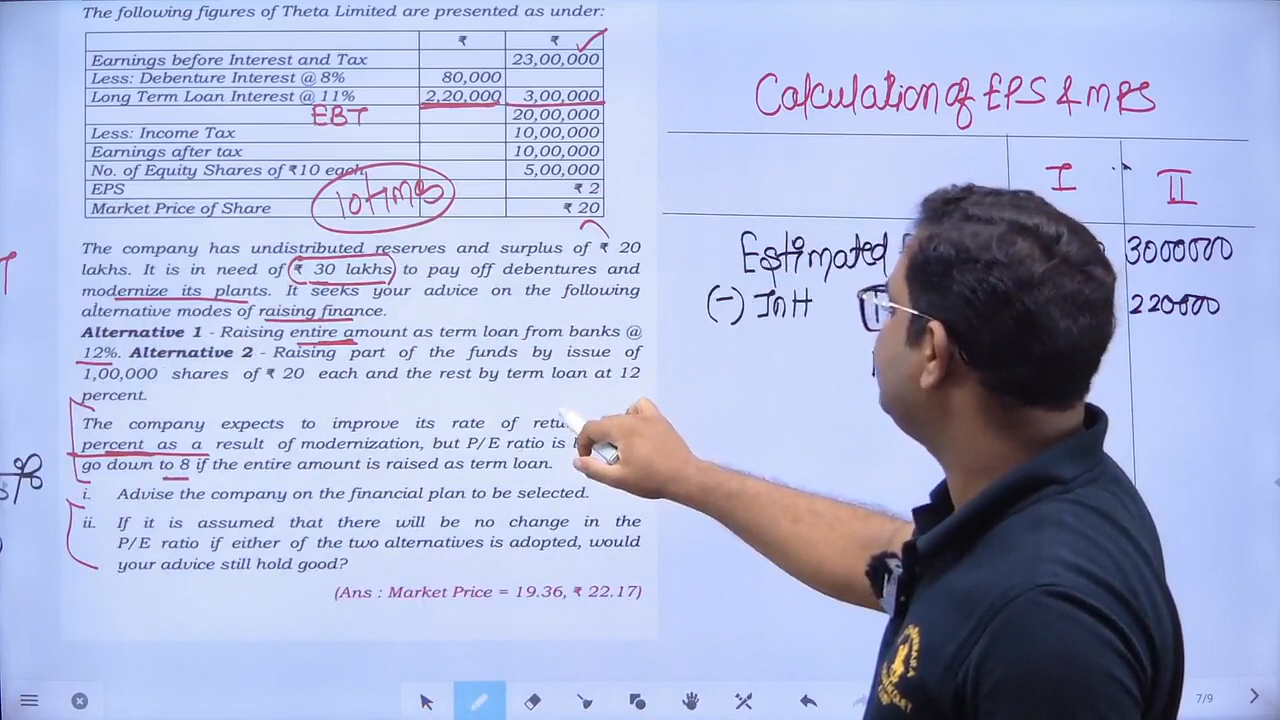 The following figures of Theta Limited are presented as under:
₹ ₹
Earnings before Interest and Tax 23,00,000
Less: Debenture Interest @ 8% 80,000
Long Term Loan Interest @ 11% 2,20,000 3,00,000
EBT 20,00,000
Less: Income Tax 10,00,000
Earnings after tax 10,00,000
No. of Equity Shares of ₹10 each 5,00,000
EPS ₹ 2
Market Price of Share ₹ 20
10 times
The company has undistributed reserves and surplus of ₹ 20
lakhs. It is in need of ₹ 30 lakhs to pay off debentures and
modernize its plants. It seeks your advice on the following
alternative modes of raising finance.
Alternative 1 - Raising entire amount as term loan from banks @
12%. Alternative 2 - Raising part of the funds by issue of
1,00,000 shares of ₹ 20 each and the rest by term loan at 12
percent.
The company expects to improve its rate of retu
percent as a result of modernization, but P/E ratio is
go down to 8 if the entire amount is raised as term loan.
i. Advise the company on the financial plan to be selected.
ii. If it is assumed that there will be no change in the
P/E ratio if either of the two alternatives is adopted, would
your advice still hold good?
(Ans : Market Price = 19.36, ₹ 22.17)
Calculation of EPS & MPS
I II
Estimated 3000000
(-) Int 220000
7/9